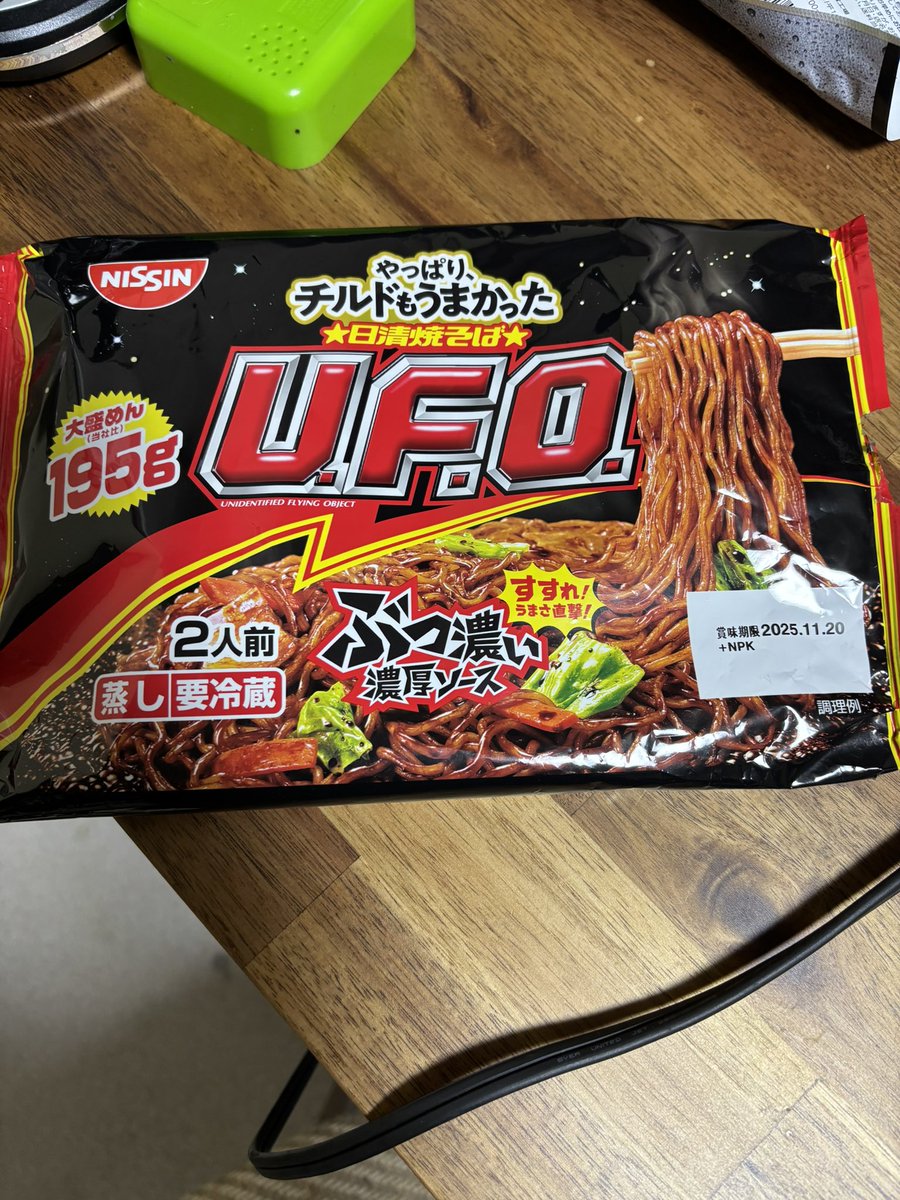 NISSIN
やっぱり、
チルドもうまかった
★日清焼そば★
U.F.O.
UNIDENTIFIED FLYING OBJECT
大盛めん
(当社比)
195g
すすれ!
うまさ直撃!
ぶつ濃い
濃厚ソース
2人前
蒸し 要冷蔵
賞味期限 2025.11.20
+NPK
調理例